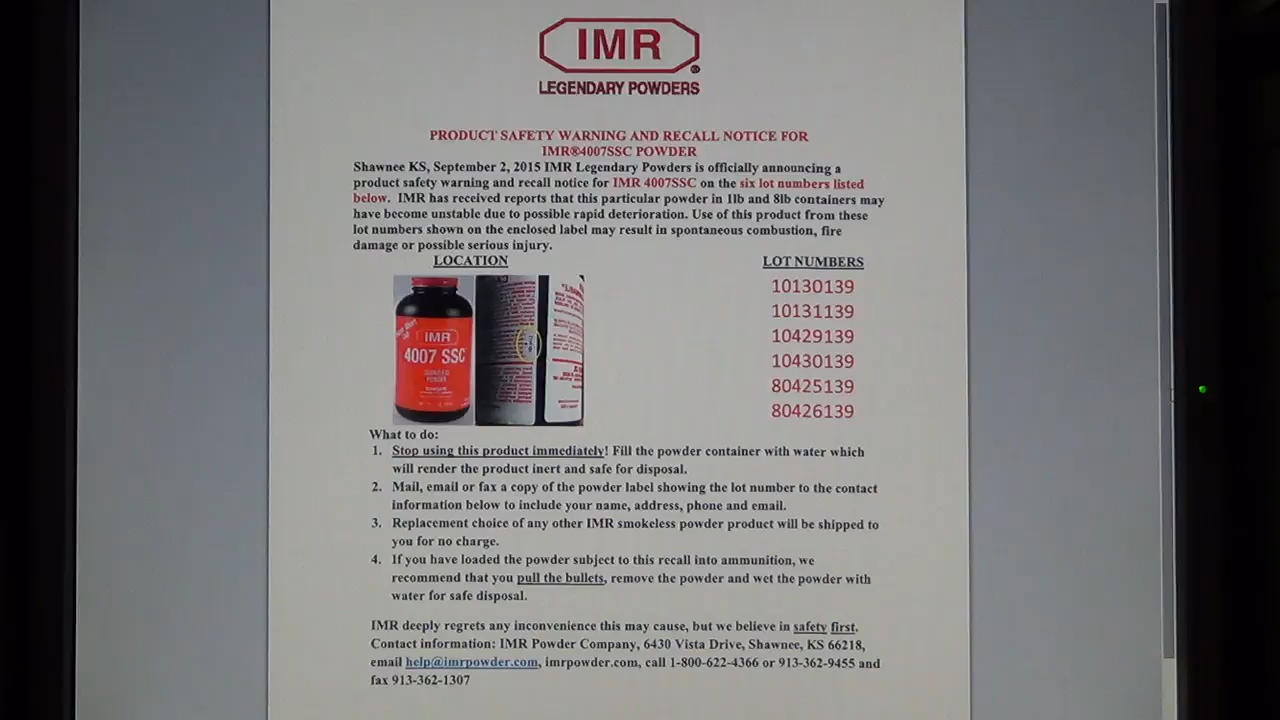 IMR
LEGENDARY POWDERS
PRODUCT SAFETY WARNING AND RECALL NOTICE FOR
IMR®4007SSC POWDER
Shawnee KS, September 2, 2015 IMR Legendary Powders is officially announcing a
product safety warning and recall notice for IMR 4007SSC on the six lot numbers listed
below. IMR has received reports that this particular powder in 1lb and 8lb containers may
have become unstable due to possible rapid deterioration. Use of this product from these
lot numbers shown on the enclosed label may result in spontaneous combustion, fire
damage or possible serious injury.
LOCATION
LOT NUMBERS
10130139
10131139
10429139
10430139
80425139
80426139
IMR
4007 SSC
What to do:
1. Stop using this product immediately! Fill the powder container with water which
will render the product inert and safe for disposal.
2. Mail, email or fax a copy of the powder label showing the lot number to the contact
information below to include your name, address, phone and email.
3. Replacement choice of any other IMR smokeless powder product will be shipped to
you for no charge.
4. If you have loaded the powder subject to this recall into ammunition, we
recommend that you pull the bullets, remove the powder and wet the powder with
water for safe disposal.
IMR deeply regrets any inconvenience this may cause, but we believe in safety first.
Contact information: IMR Powder Company, 6430 Vista Drive, Shawnee, KS 66218,
email help@imrpowder.com, imrpowder.com, call 1-800-622-4366 or 913-362-9455 and
fax 913-362-1307